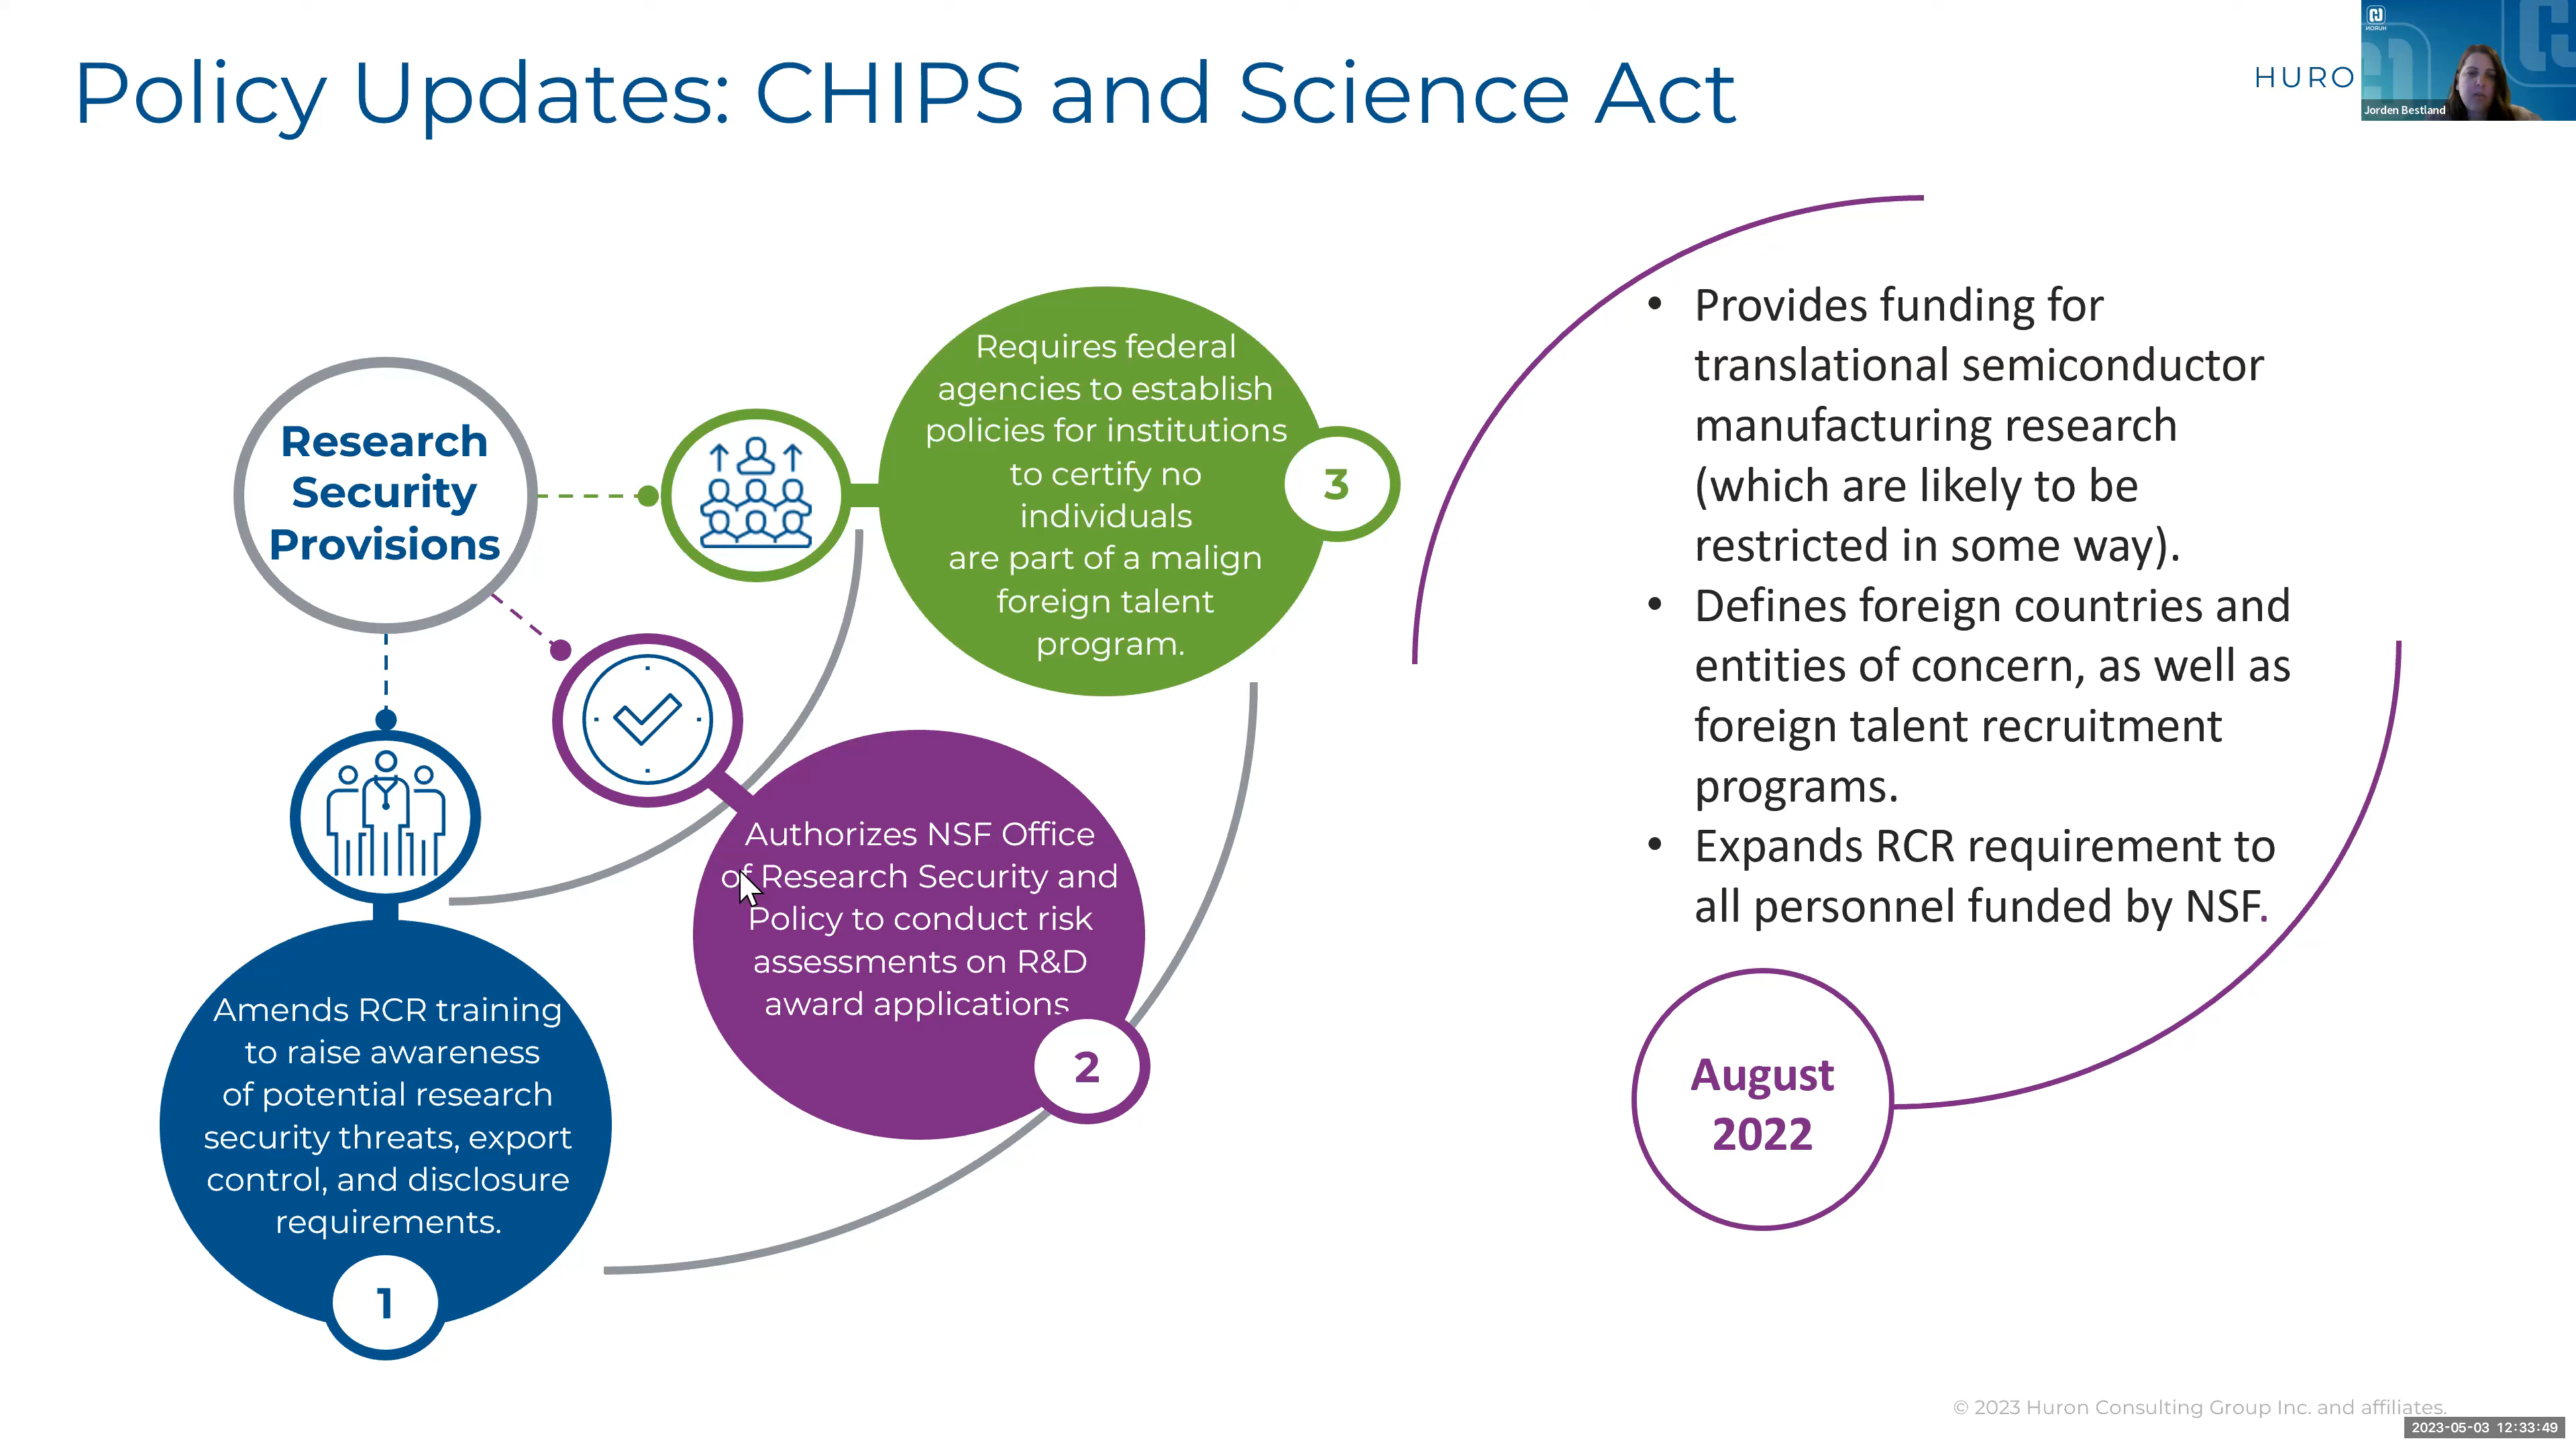 Policy Updates: CHIPS and Science Act
HURO
HURON
Jorden Bestland
Research
Security
Provisions
Requires federal
agencies to establish
policies for institutions
to certify no
individuals
are part of a malign
foreign talent
program.
3
Authorizes NSF Office
of Research Security and
Policy to conduct risk
assessments on R&D
award applications
2
Amends RCR training
to raise awareness
of potential research
security threats, export
control, and disclosure
requirements.
1
• Provides funding for
translational semiconductor
manufacturing research
(which are likely to be
restricted in some way).
• Defines foreign countries and
entities of concern, as well as
foreign talent recruitment
programs.
• Expands RCR requirement to
all personnel funded by NSF.
August
2022
© 2023 Huron Consulting Group Inc. and affiliates.
2023-05-03 12:33:49